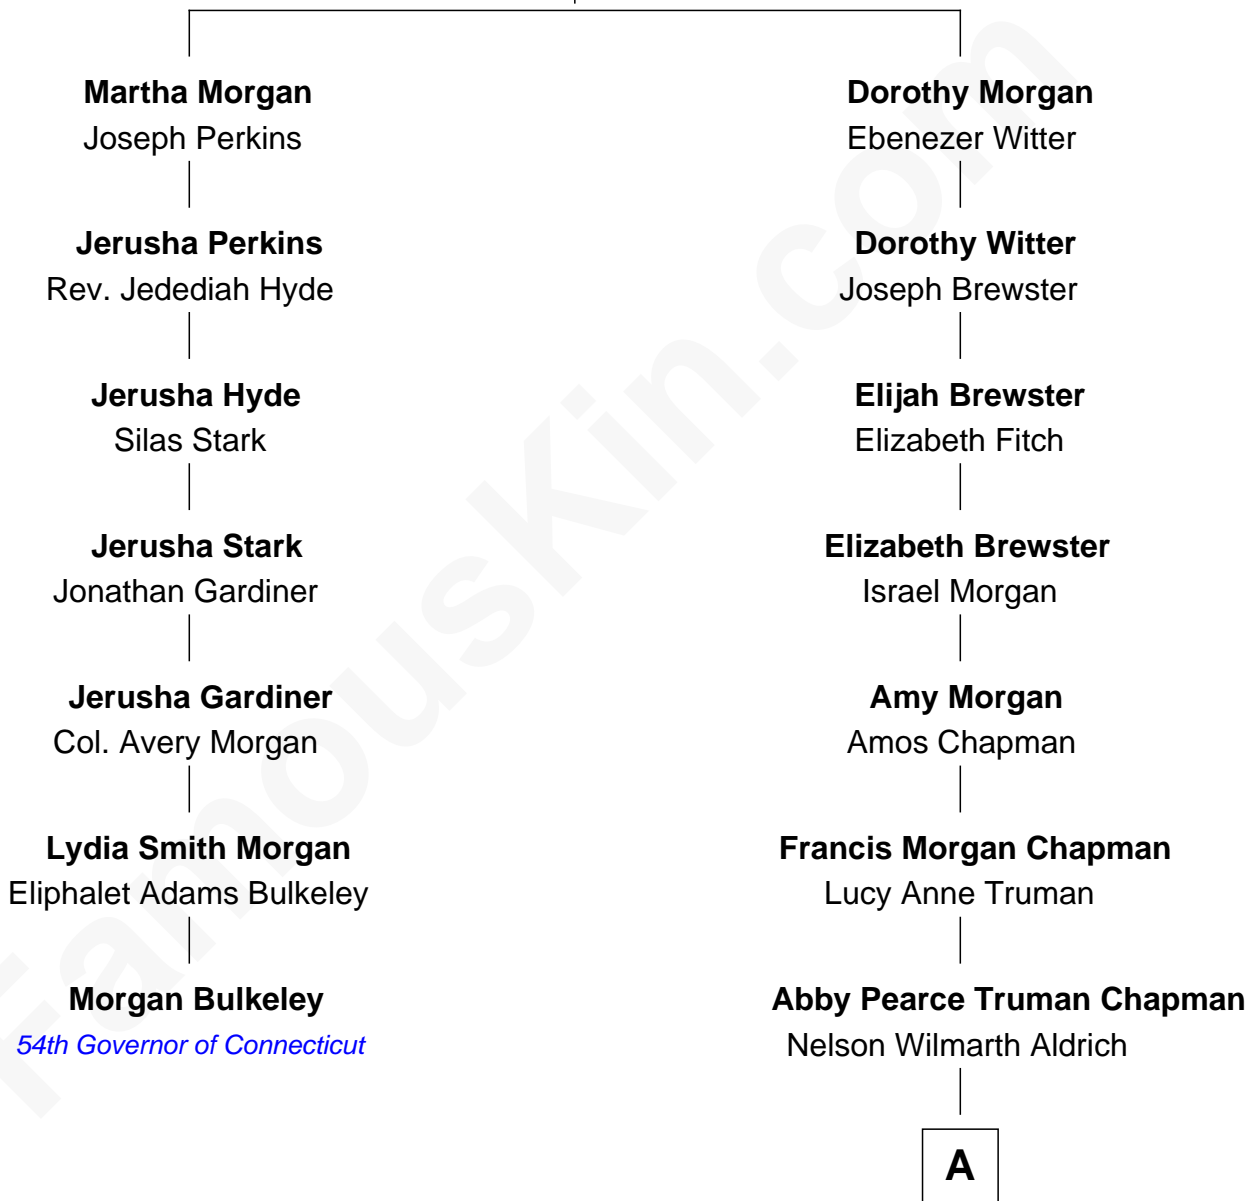 Martha Morgan
Joseph Perkins
Jerusha Perkins
Rev. Jedediah Hyde
Jerusha Hyde
Silas Stark
Jerusha Stark
Jonathan Gardiner
Jerusha Gardiner
Col. Avery Morgan
Lydia Smith Morgan
Eliphalet Adams Bulkeley
Morgan Bulkeley
54th Governor of Connecticut
Dorothy Morgan
Ebenezer Witter
Dorothy Witter
Joseph Brewster
Elijah Brewster
Elizabeth Fitch
Elizabeth Brewster
Israel Morgan
Amy Morgan
Amos Chapman
Francis Morgan Chapman
Lucy Anne Truman
Abby Pearce Truman Chapman
Nelson Wilmarth Aldrich
A
FamousKin.com